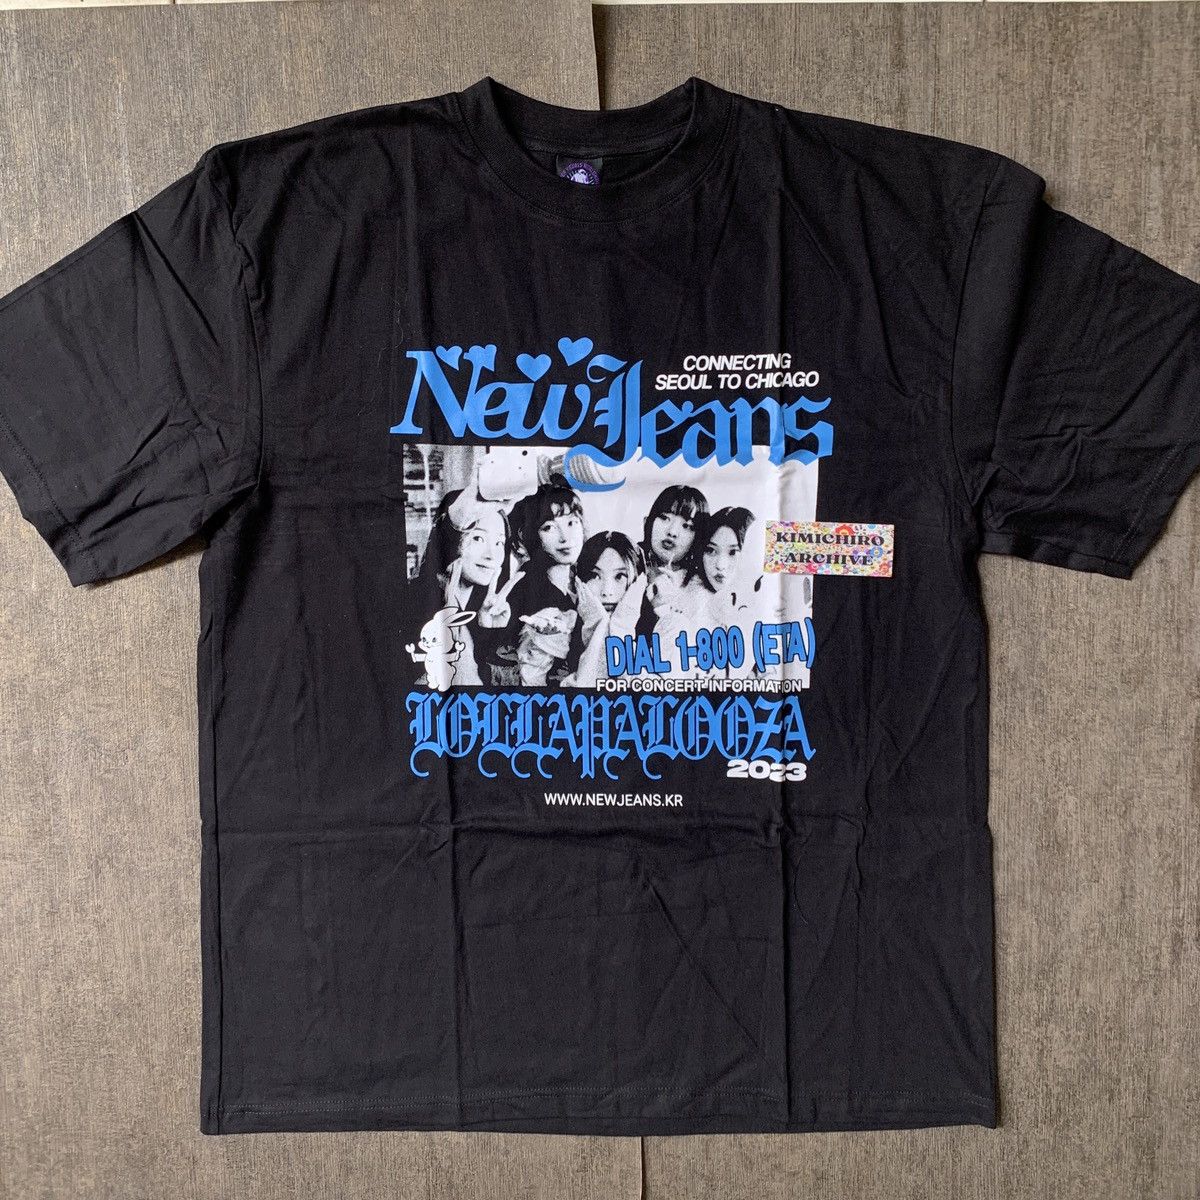 CONNECTING
SEOUL TO CHICAGO
NewJeans
KIMICHIRO
ARCHIVE
DIAL 1-800 (ETA)
FOR CONCERT INFORMATION
LOLLAPALOOZA
2023
WWW.NEWJEANS.KR